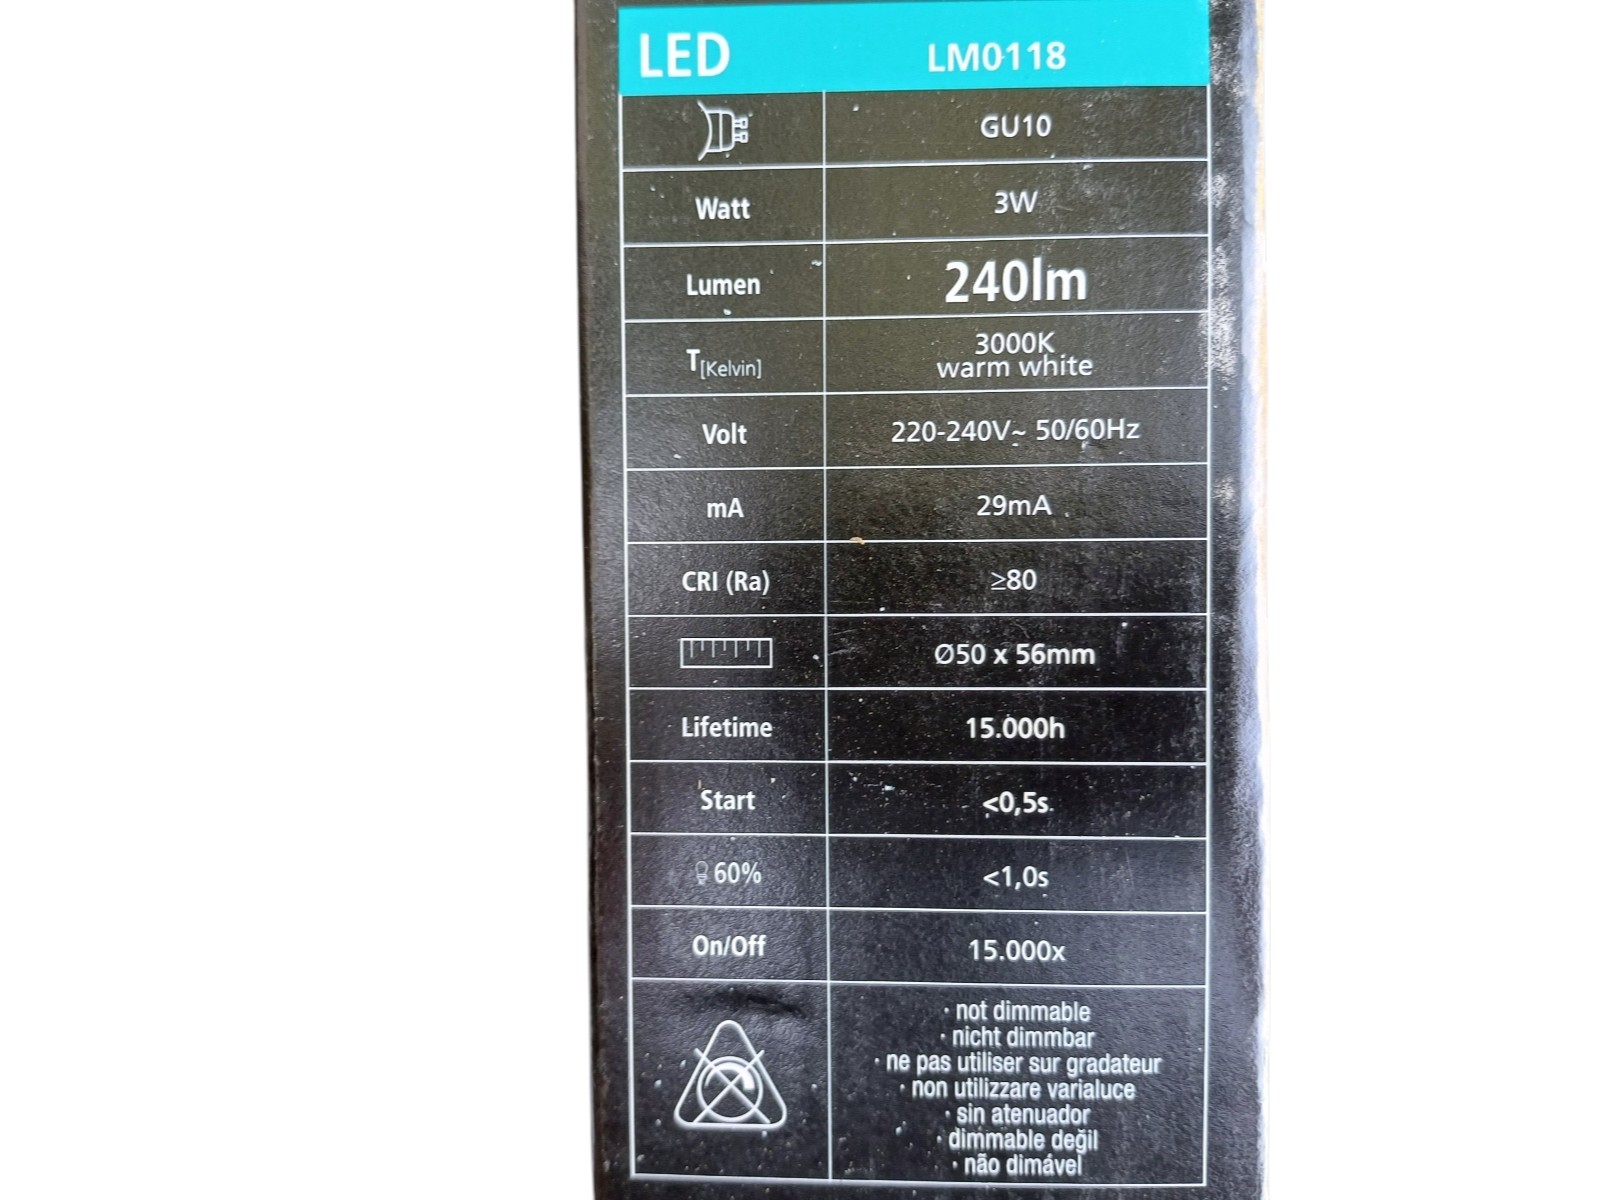 LED LM0118
GU10
Watt 3W
Lumen 240lm
T[Kelvin] 3000K
warm white
Volt 220-240V~ 50/60Hz
mA 29mA
CRI (Ra) ≥80
Ø50 x 56mm
Lifetime 15.000h
Start <0,5s
60% <1,0s
On/Off 15.000x
· not dimmable
· nicht dimmbar
· ne pas utiliser sur gradateur
· non utilizzare varialuce
· sin atenuador
· dimmable değil
· não dimável